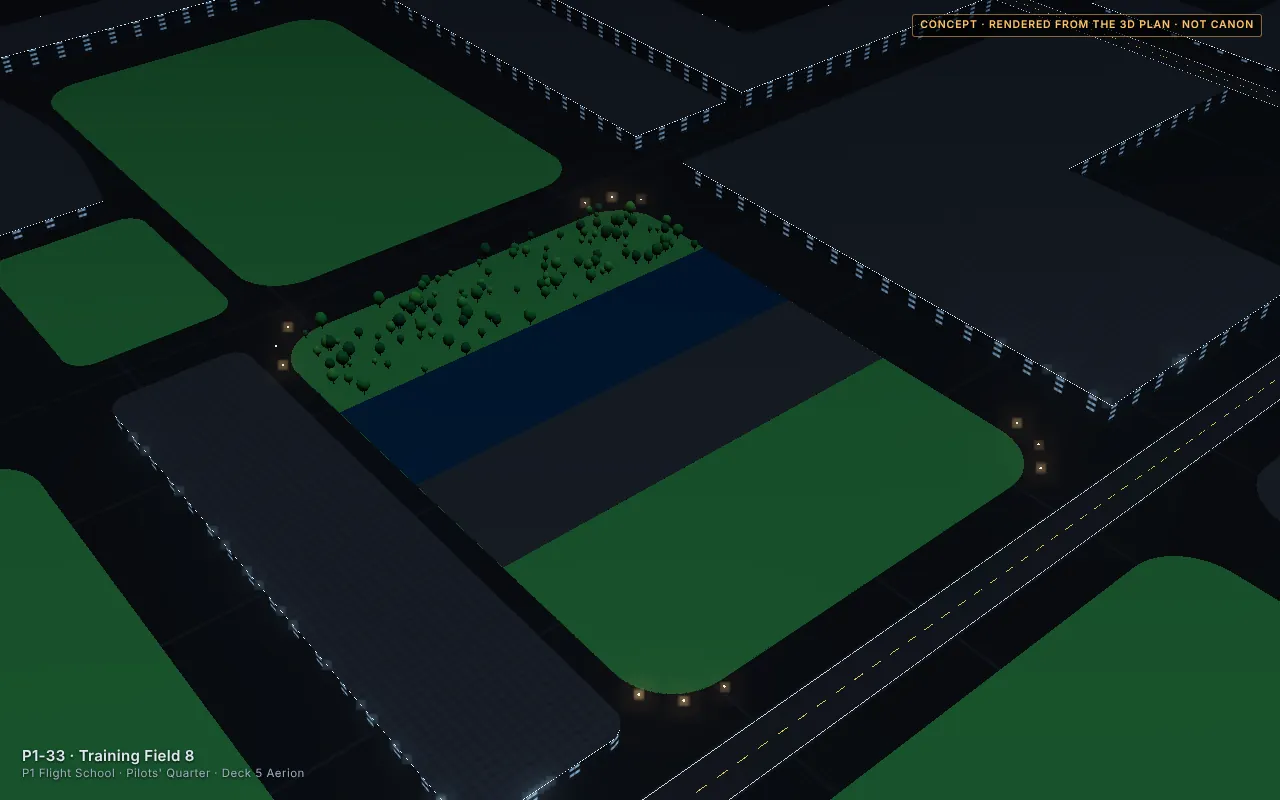 CONCEPT · RENDERED FROM THE 3D PLAN · NOT CANON
P1-33 · Training Field 8
P1 Flight School · Pilots' Quarter · Deck 5 Aerion